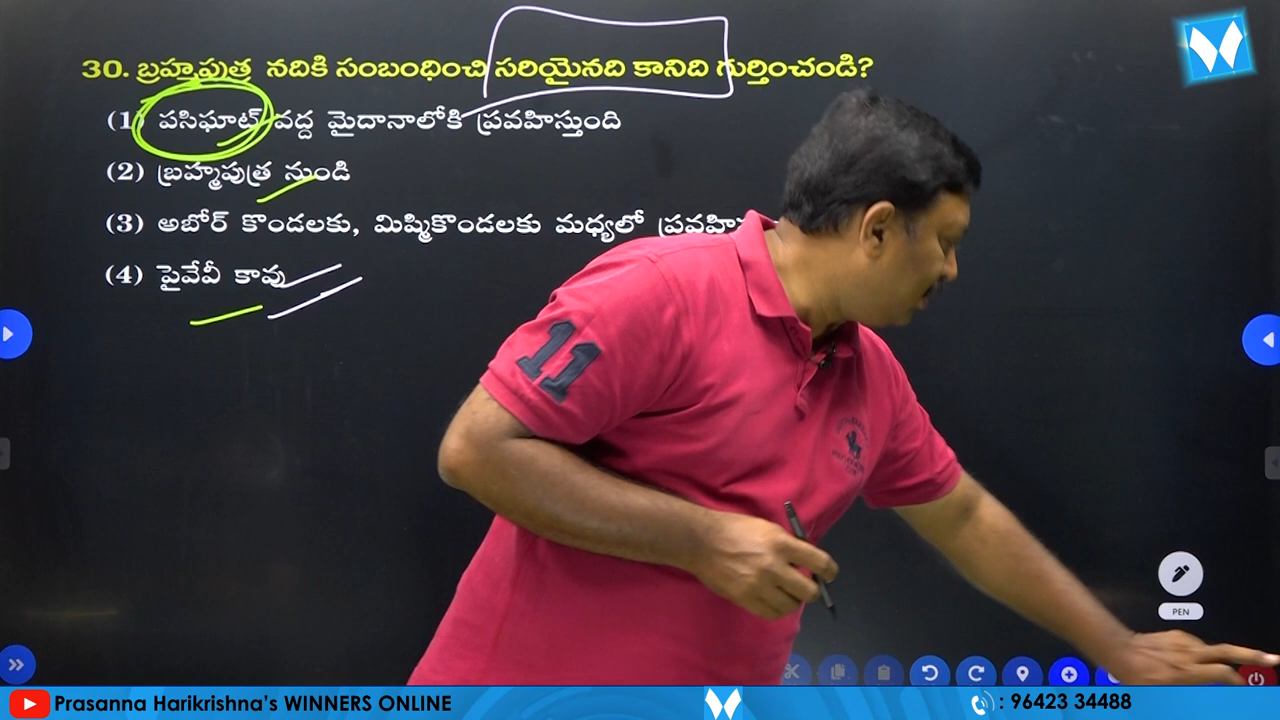 30. బ్రహ్మపుత్ర నదికి సంబంధించి సరియైనది కానిది గుర్తించండి?
(1) పసిఘాట్ వద్ద మైదానాలోకి ప్రవహిస్తుంది
(2) బ్రహ్మపుత్ర నుండి
(3) అబోర్ కొండలకు, మిష్మికొండలకు మధ్యలో
(4) పైవేవీ కావు
11
PEN
Prasanna Harikrishna's WINNERS ONLINE
: 96423 34488